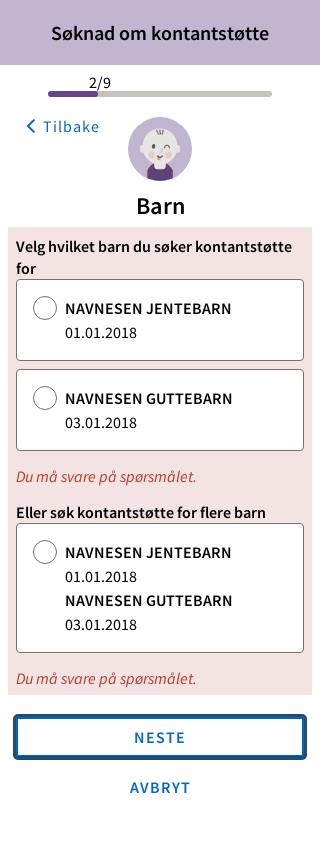 Søknad om kontantstøtte
2/9
Tilbake
Barn
Velg hvilket barn du søker kontantstøtte
for
NAVNESEN JENTEBARN
01.01.2018
NAVNESEN GUTTEBARN
03.01.2018
Du må svare på spørsmålet.
Eller søk kontantstøtte for flere barn
NAVNESEN JENTEBARN
01.01.2018
NAVNESEN GUTTEBARN
03.01.2018
Du må svare på spørsmålet.
NESTE
AVBRYT